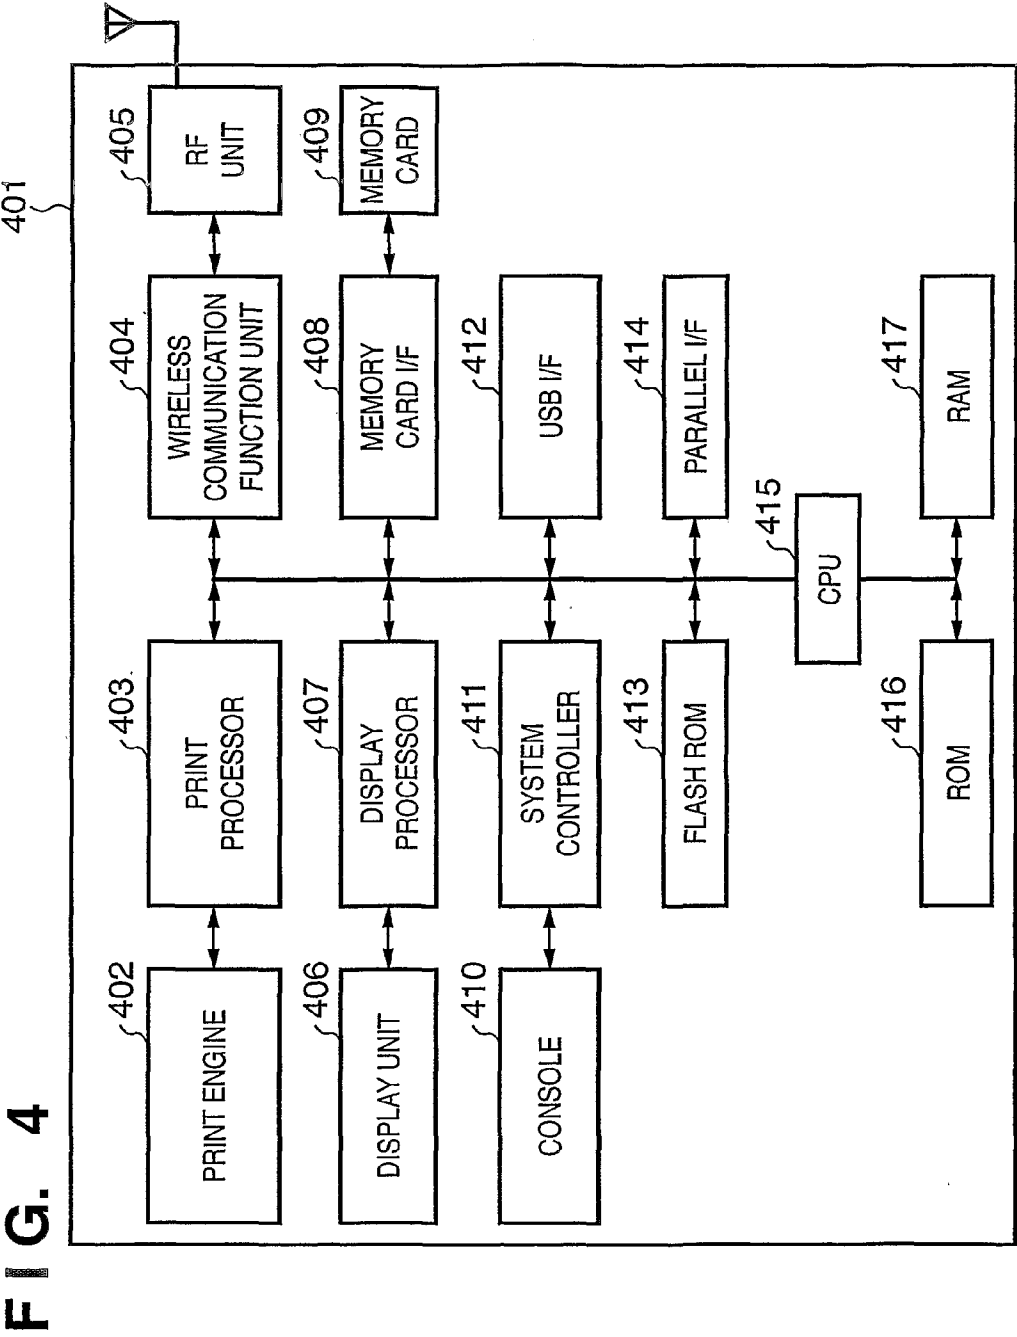 FIG. 4
401
402
PRINT ENGINE
403
PRINT
PROCESSOR
404
WIRELESS
COMMUNICATION
FUNCTION UNIT
405
RF
UNIT
406
DISPLAY UNIT
407
DISPLAY
PROCESSOR
408
MEMORY
CARD I/F
409
MEMORY
CARD
410
CONSOLE
411
SYSTEM
CONTROLLER
412
USB I/F
413
FLASH ROM
414
PARALLEL I/F
415
CPU
416
ROM
417
RAM